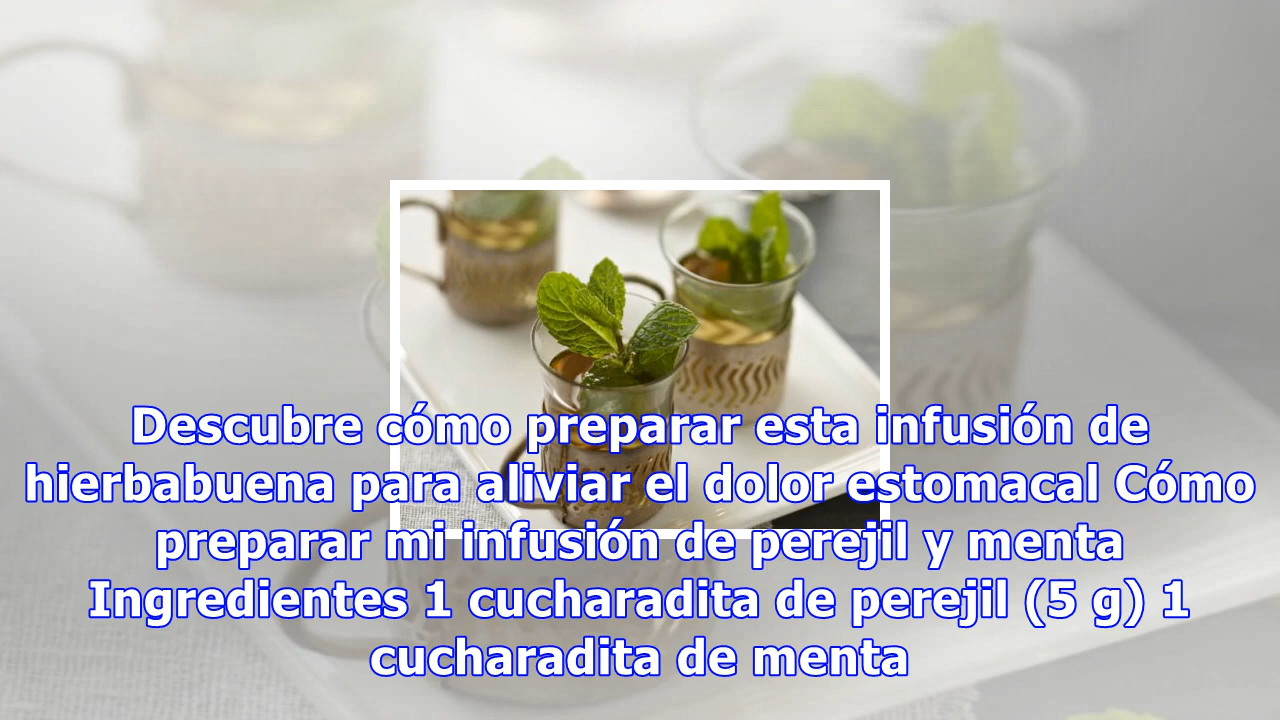 Descubre cómo preparar esta infusión de
hierbabuena para aliviar el dolor estomacal Cómo
preparar mi infusión de perejil y menta
Ingredientes 1 cucharadita de perejil (5 g) 1
cucharadita de menta